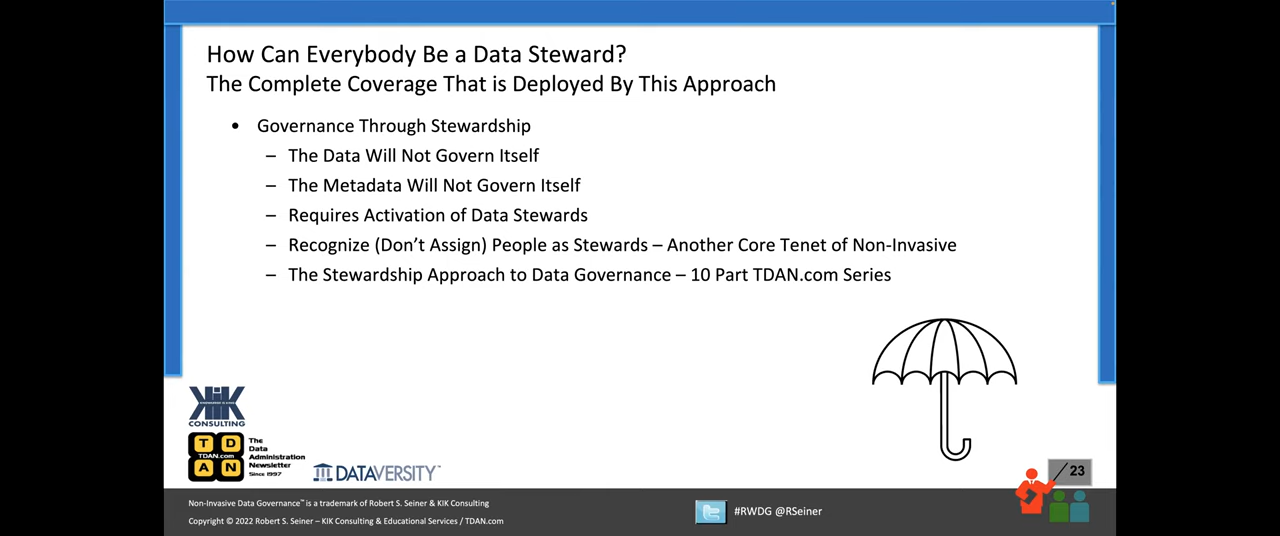 How Can Everybody Be a Data Steward?
The Complete Coverage That is Deployed By This Approach
• Governance Through Stewardship
– The Data Will Not Govern Itself
– The Metadata Will Not Govern Itself
– Requires Activation of Data Stewards
– Recognize (Don't Assign) People as Stewards – Another Core Tenet of Non-Invasive
– The Stewardship Approach to Data Governance – 10 Part TDAN.com Series
KIK
CONSULTING
T D
TDAN.com
A N
The
Data
Administration
Newsletter
Since 1997
DATAVERSITY
/ 23
Non-Invasive Data Governance™ is a trademark of Robert S. Seiner & KIK Consulting
Copyright © 2022 Robert S. Seiner – KIK Consulting & Educational Services / TDAN.com
#RWDG @RSeiner